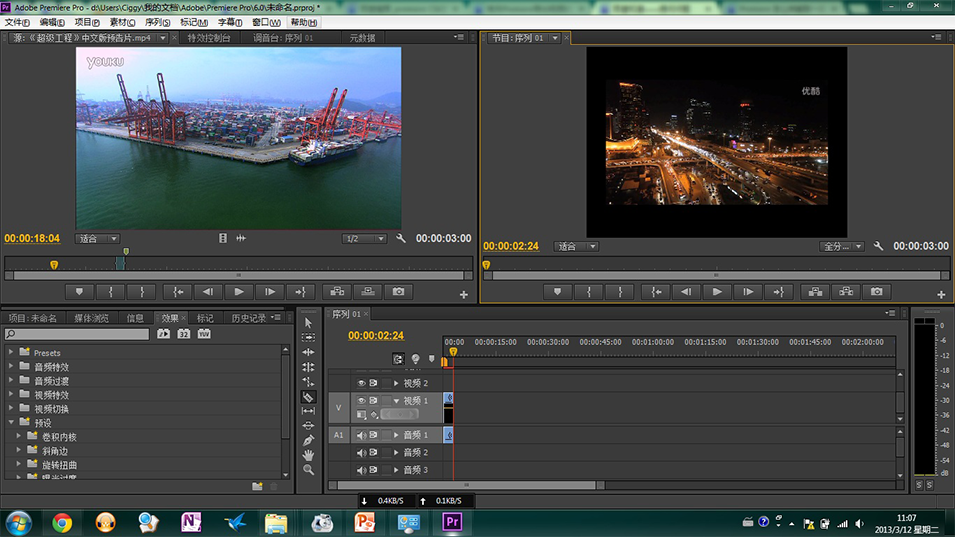 Adobe Premiere Pro - d:\Users\Ciggy\我的文档\Adobe\Premiere Pro\6.0\未命名.prproj *
文件(F) 编辑(E) 项目(P) 素材(C) 序列(S) 标记(M) 字幕(T) 窗口(W) 帮助(H)
源:《超级工程》中文版预告片.mp4 特效控制台 调音台: 序列 01 元数据
节目: 序列 01
youku
优酷
00:00:18:04 适合 1/2 00:00:03:00
00:00:02:24 适合 全分... 00:00:03:00
项目: 未命名 媒体浏览 信息 效果 × 标记 历史记录
序列 01 ×
00:00:02:24
32 YUV
00:00 00:00:15:00 00:00:30:00 00:00:45:00 00:01:00:00 00:01:15:00 00:01:30:00 00:01:45:00 00:02:00:00
Presets
音频特效
音频过渡
视频特效
视频切换
预设
卷积内核
斜角边
旋转扭曲
曝光过度
视频 2
V 视频 1
A1 音频 1
音频 2
音频 3
0
-6
-12
-18
-24
-30
-36
-42
-48
-54
dB
S S
0.4KB/S 0.1KB/S
Pr
11:07
2013/3/12 星期二